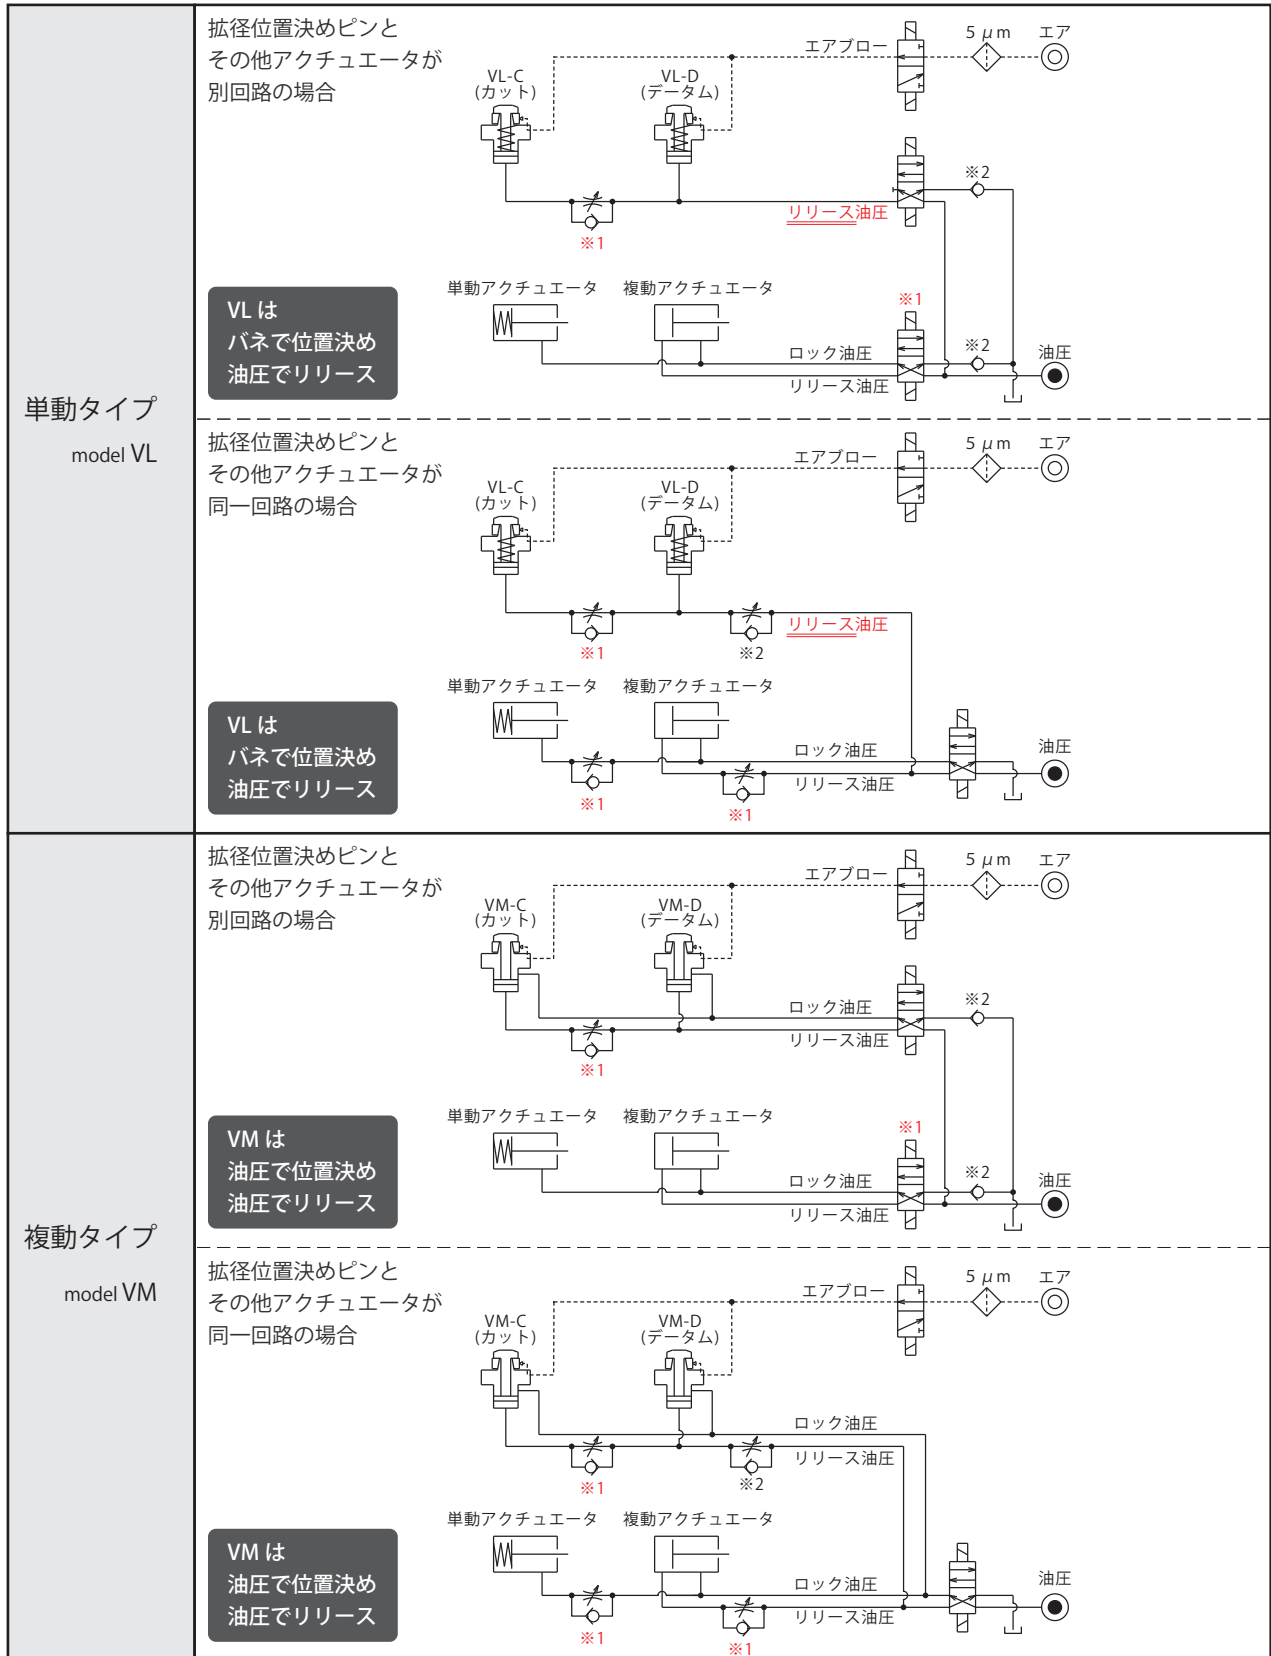 単動タイプ
model VL
拡径位置決めピンと
その他アクチュエータが
別回路の場合
エアブロー
5 μm
エア
VL-C
(カット)
VL-D
(データム)
※2
リリース油圧
※1
VL は
バネで位置決め
油圧でリリース
単動アクチュエータ
複動アクチュエータ
※1
ロック油圧
※2
油圧
リリース油圧
拡径位置決めピンと
その他アクチュエータが
同一回路の場合
エアブロー
5 μm
エア
VL-C
(カット)
VL-D
(データム)
リリース油圧
※1
※2
VL は
バネで位置決め
油圧でリリース
単動アクチュエータ
複動アクチュエータ
ロック油圧
油圧
リリース油圧
※1
※1
複動タイプ
model VM
拡径位置決めピンと
その他アクチュエータが
別回路の場合
エアブロー
5 μm
エア
VM-C
(カット)
VM-D
(データム)
ロック油圧
※2
リリース油圧
※1
VM は
油圧で位置決め
油圧でリリース
単動アクチュエータ
複動アクチュエータ
※1
ロック油圧
※2
油圧
リリース油圧
拡径位置決めピンと
その他アクチュエータが
同一回路の場合
エアブロー
5 μm
エア
VM-C
(カット)
VM-D
(データム)
ロック油圧
リリース油圧
※1
※2
VM は
油圧で位置決め
油圧でリリース
単動アクチュエータ
複動アクチュエータ
ロック油圧
油圧
リリース油圧
※1
※1